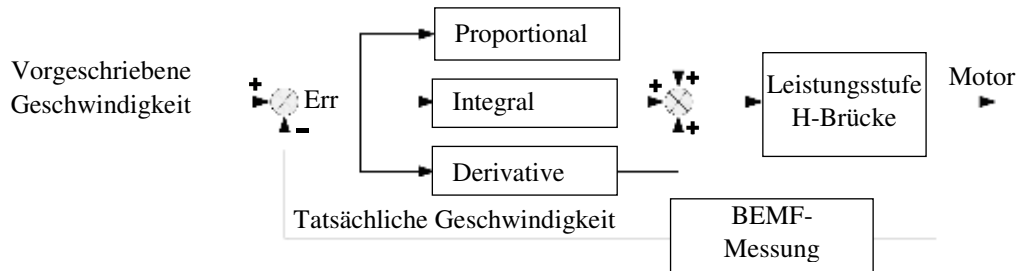 Proportional
Vorgeschriebene
Geschwindigkeit
+
Err
-
Integral
+
+
+
Leistungsstufe
H-Brücke
Motor
Derivative
Tatsächliche Geschwindigkeit
BEMF-
Messung